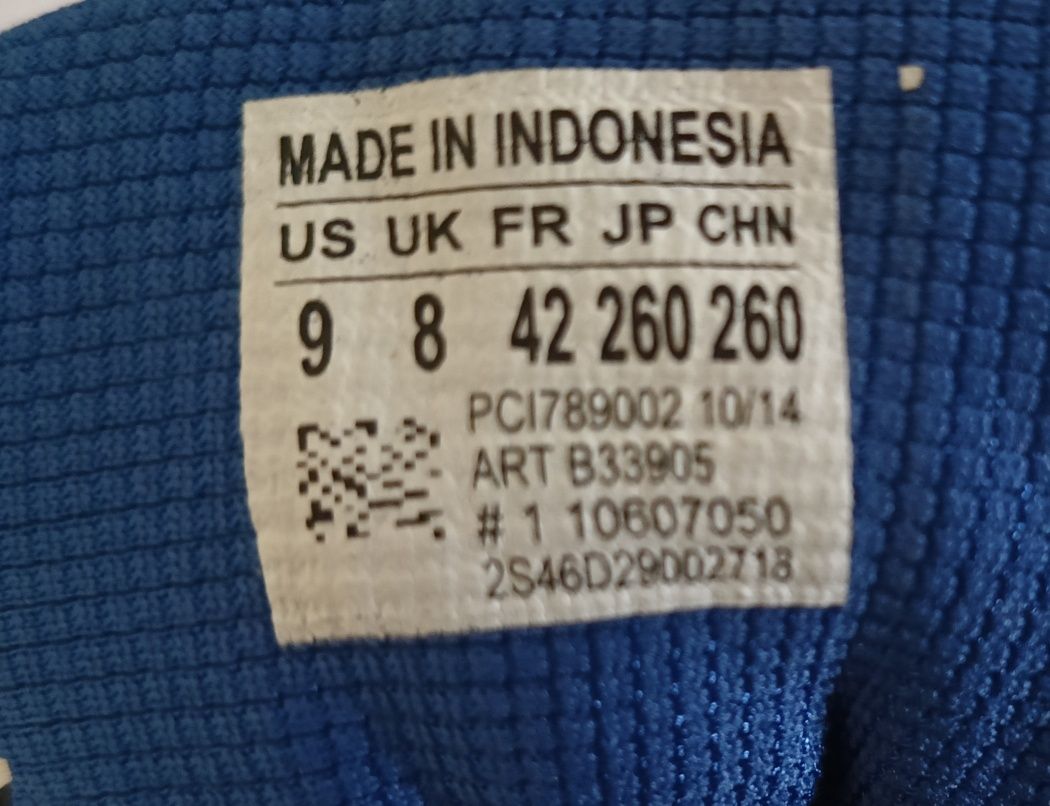 MADE IN INDONESIA
US UK FR JP CHN
9 8 42 260 260
PCI789002 10/14
ART B33905
# 1 10607050
2S46D29002718